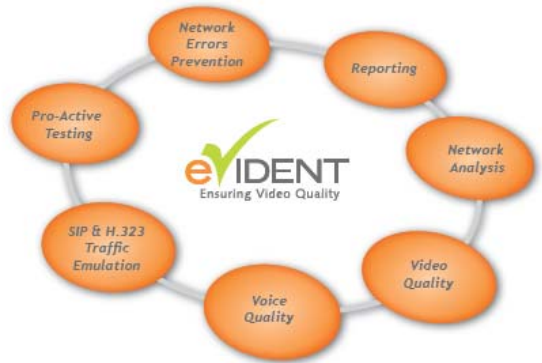 Network
Errors
Prevention
Reporting
Pro-Active
Testing
Network
Analysis
eVIDENT
Ensuring Video Quality
SIP & H.323
Traffic
Emulation
Video
Quality
Voice
Quality